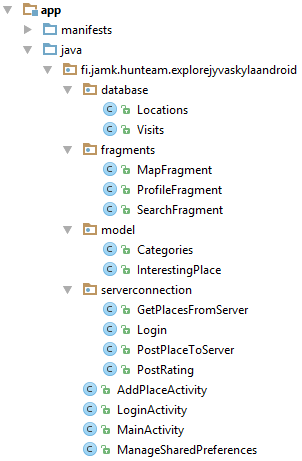 app
manifests
java
fi.jamk.hunteam.explorejyvaskylaandroid
database
Locations
Visits
fragments
MapFragment
ProfileFragment
SearchFragment
model
Categories
InterestingPlace
serverconnection
GetPlacesFromServer
Login
PostPlaceToServer
PostRating
AddPlaceActivity
LoginActivity
MainActivity
ManageSharedPreferences